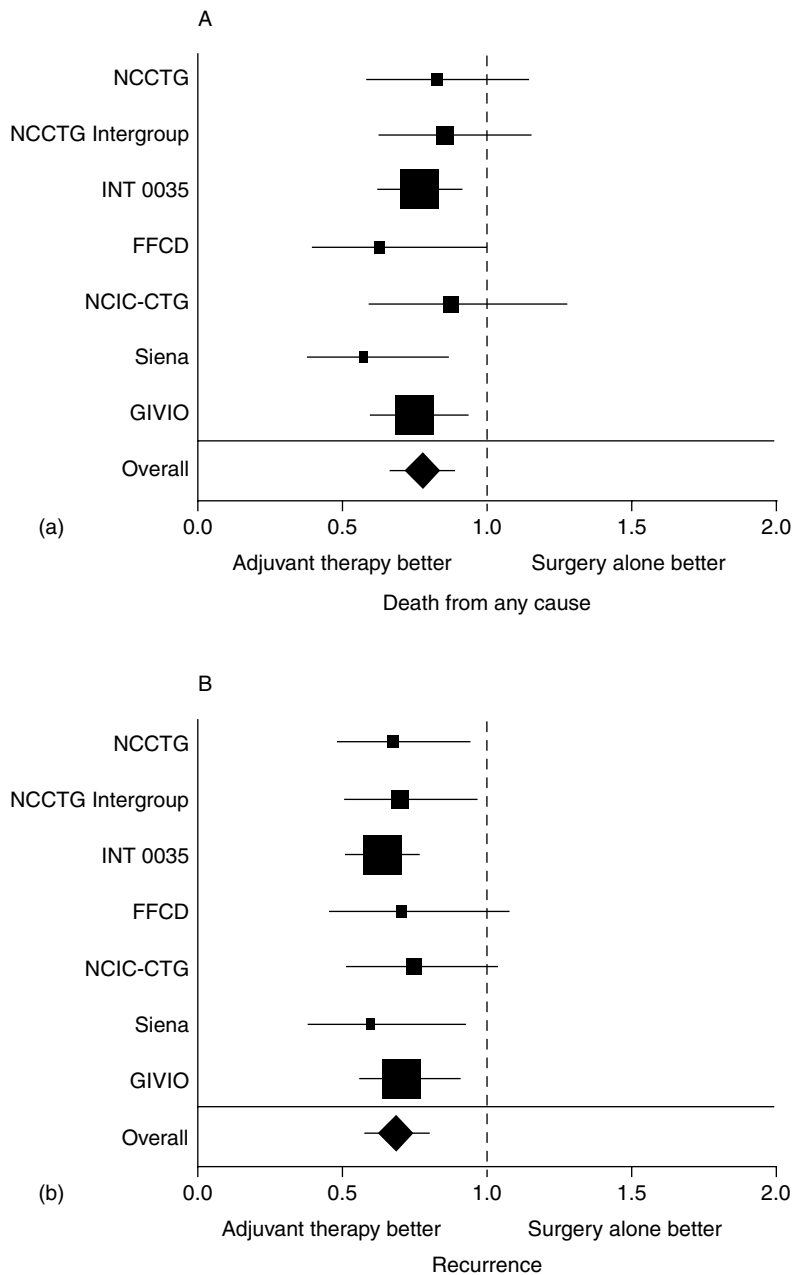 A
NCCTG
NCCTG Intergroup
INT 0035
FFCD
NCIC-CTG
Siena
GIVIO
Overall
(a)
0.0 0.5 1.0 1.5 2.0
Adjuvant therapy better Surgery alone better
Death from any cause
B
NCCTG
NCCTG Intergroup
INT 0035
FFCD
NCIC-CTG
Siena
GIVIO
Overall
(b)
0.0 0.5 1.0 1.5 2.0
Adjuvant therapy better Surgery alone better
Recurrence